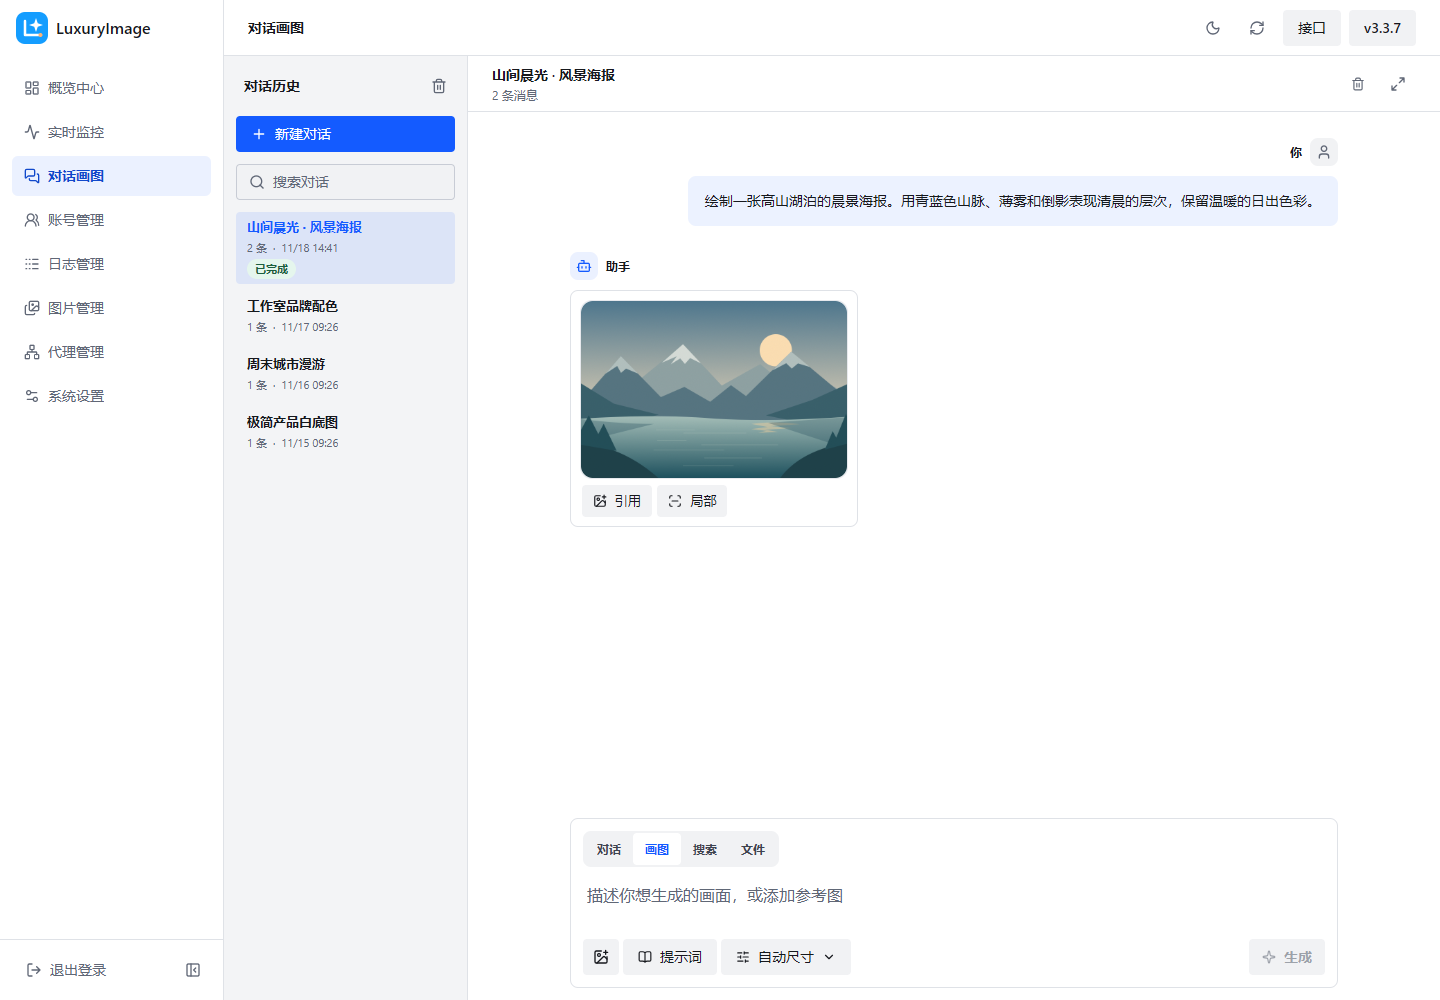 LuxuryImage
概览中心
实时监控
对话画图
账号管理
日志管理
图片管理
代理管理
系统设置
退出登录
对话画图
接口
v3.3.7
对话历史
新建对话
搜索对话
山间晨光 · 风景海报
2 条 · 11/18 14:41
已完成
工作室品牌配色
1 条 · 11/17 09:26
周末城市漫游
1 条 · 11/16 09:26
极简产品白底图
1 条 · 11/15 09:26
山间晨光 · 风景海报
2 条消息
你
绘制一张高山湖泊的晨景海报。用青蓝色山脉、薄雾和倒影表现清晨的层次，保留温暖的日出色彩。
助手
引用
局部
对话
画图
搜索
文件
描述你想生成的画面，或添加参考图
提示词
自动尺寸
生成